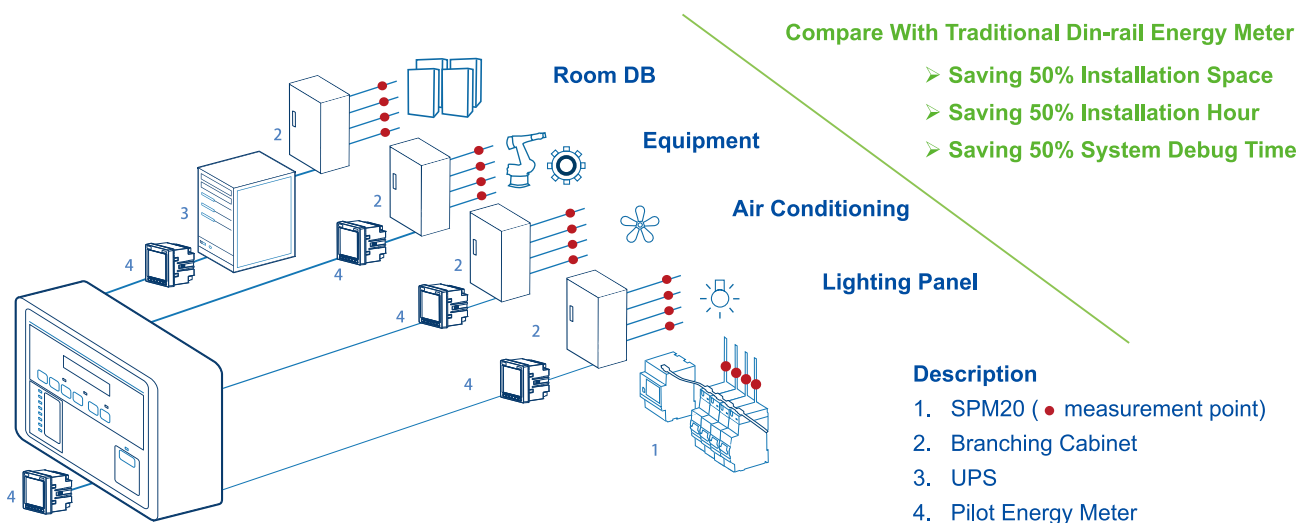 Compare With Traditional Din-rail Energy Meter
➢ Saving 50% Installation Space
➢ Saving 50% Installation Hour
➢ Saving 50% System Debug Time
Room DB
2
Equipment
3
2
Air Conditioning
4
4
2
Lighting Panel
4
2
4
1
4
Description
1. SPM20 ( ● measurement point)
2. Branching Cabinet
3. UPS
4. Pilot Energy Meter